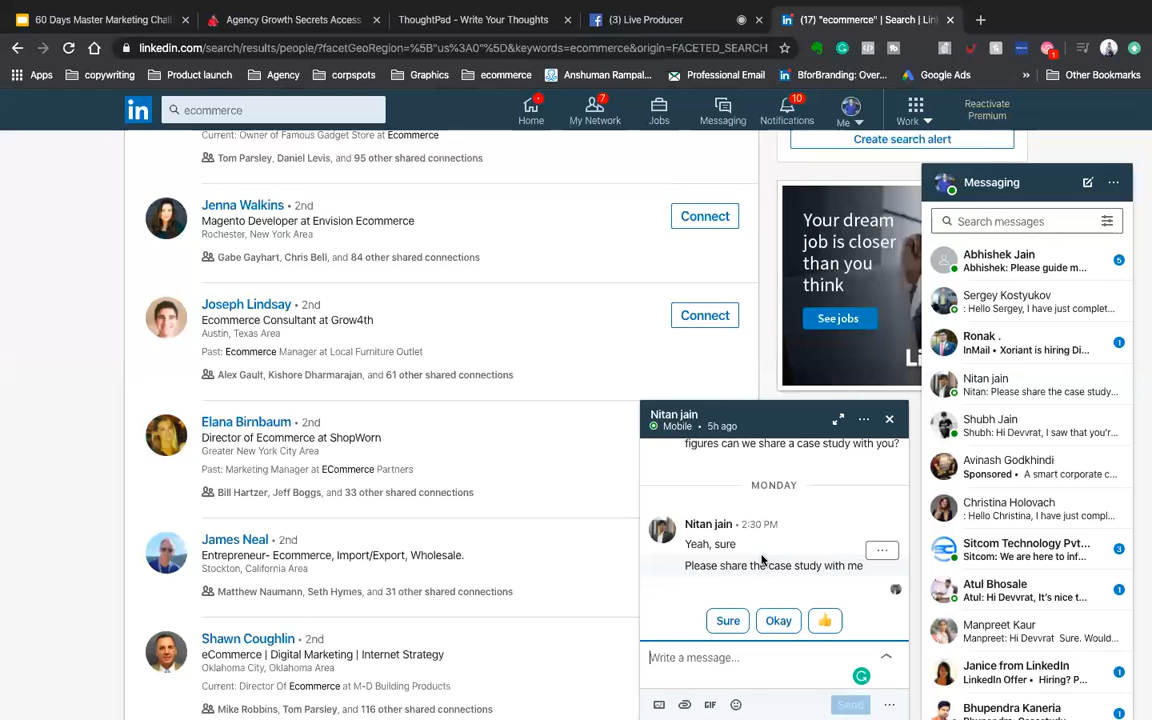 60 Days Master Marketing Chall
Agency Growth Secrets Access
ThoughtPad - Write Your Thoughts
(3) Live Producer
(17) "ecommerce" | Search | Lin
linkedin.com/search/results/people/?facetGeoRegion=%5B"us%3A0"%5D&keywords=ecommerce&origin=FACETED_SEARCH
Apps
copywriting
Product launch
Agency
corpspots
Graphics
ecommerce
Anshuman Rampal...
Professional Email
BforBranding: Over...
Google Ads
Other Bookmarks
ecommerce
Home
7
My Network
Jobs
Messaging
10
Notifications
Me
Work
Reactivate
Premium
Current: Owner of Famous Gadget Store at Ecommerce
Tom Parsley, Daniel Levis, and 95 other shared connections
Jenna Walkins • 2nd
Magento Developer at Envision Ecommerce
Rochester, New York Area
Gabe Gayhart, Chris Bell, and 84 other shared connections
Connect
Joseph Lindsay • 2nd
Ecommerce Consultant at Grow4th
Austin, Texas Area
Past: Ecommerce Manager at Local Furniture Outlet
Alex Gault, Kishore Dharmarajan, and 61 other shared connections
Connect
Elana Birnbaum • 2nd
Director of Ecommerce at ShopWorn
Greater New York City Area
Past: Marketing Manager at ECommerce Partners
Bill Hartzer, Jeff Boggs, and 33 other shared connections
James Neal • 2nd
Entrepreneur- Ecommerce, Import/Export, Wholesale.
Stockton, California Area
Matthew Naumann, Seth Hymes, and 31 other shared connections
Shawn Coughlin • 2nd
eCommerce | Digital Marketing | Internet Strategy
Oklahoma City, Oklahoma Area
Current: Director Of Ecommerce at M-D Building Products
Mike Robbins, Tom Parsley, and 116 other shared connections
Create search alert
Your dream
job is closer
than you
think
See jobs
Nitan jain
Mobile • 5h ago
figures can we share a case study with you?
MONDAY
Nitan jain • 2:30 PM
Yeah, sure
Please share the case study with me
Sure
Okay
Write a message...
GIF
Send
Messaging
Search messages
Abhishek Jain
Abhishek: Please guide m...
5
Sergey Kostyukov
: Hello Sergey, I have just complet...
Ronak .
InMail • Xoriant is hiring Di...
1
Nitan jain
Nitan: Please share the case study...
Shubh Jain
Shubh: Hi Devvrat, I saw that you'r...
Avinash Godkhindi
Sponsored • A smart corporate c...
Christina Holovach
: Hello Christina, I have just compl...
Sitcom Technology Pvt...
Sitcom: We are here to inf...
3
Atul Bhosale
Atul: Hi Devvrat, It's nice t...
1
Manpreet Kaur
Manpreet: Hi Devvrat Sure. Would...
Janice from LinkedIn
LinkedIn Offer • Hiring? P...
1
Bhupendra Kaneria
1